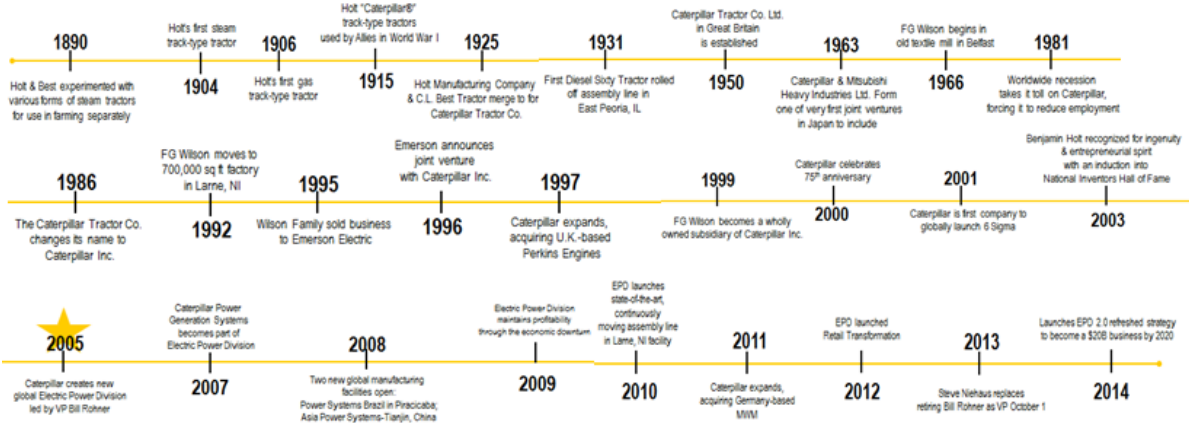 1890
Holt & Best experimented with
various forms of steam tractors
for use in farming separately
Holt's first steam
track-type tractor
1904
1906
Holt's first gas
track-type tractor
Holt "Caterpillar®"
track-type tractors
used by Allies in World War I
1915
1925
Holt Manufacturing Company
& C.L. Best Tractor merge to for
Caterpillar Tractor Co.
1931
First Diesel Sixty Tractor rolled
off assembly line in
East Peoria, IL
Caterpillar Tractor Co. Ltd.
in Great Britain
is established
1950
1963
Caterpillar & Mitsubishi
Heavy Industries Ltd. Form
one of very first joint ventures
in Japan to include
FG Wilson begins in
old textile mill in Belfast
1966
1981
Worldwide recession
takes it toll on Caterpillar,
forcing it to reduce employment
1986
The Caterpillar Tractor Co.
changes its name to
Caterpillar Inc.
FG Wilson moves to
700,000 sq ft factory
in Larne, NI
1992
1995
Wilson Family sold business
to Emerson Electric
Emerson announces
joint venture
with Caterpillar Inc.
1996
1997
Caterpillar expands,
acquiring U.K.-based
Perkins Engines
1999
FG Wilson becomes a wholly
owned subsidiary of Caterpillar Inc.
Caterpillar celebrates
75th anniversary
2000
2001
Caterpillar is first company to
globally launch 6 Sigma
Benjamin Holt recognized for ingenuity
& entrepreneurial spirit
with an induction into
National Inventors Hall of Fame
2003
2005
Caterpillar creates new
global Electric Power Division
led by VP Bill Rohner
Caterpillar Power
Generation Systems
becomes part of
Electric Power Division
2007
2008
Two new global manufacturing
facilities open:
Power Systems Brazil in Piracicaba;
Asia Power Systems-Tianjin, China
Electric Power Division
maintains profitability
through the economic downturn
2009
EPD launches
state-of-the-art,
continuously
moving assembly line
in Larne, NI facility
2010
2011
Caterpillar expands,
acquiring Germany-based
MWM
EPD launched
Retail Transformation
2012
2013
Steve Niehaus replaces
retiring Bill Rohner as VP October 1
Launches EPD 2.0 refreshed strategy
to become a $20B business by 2020
2014